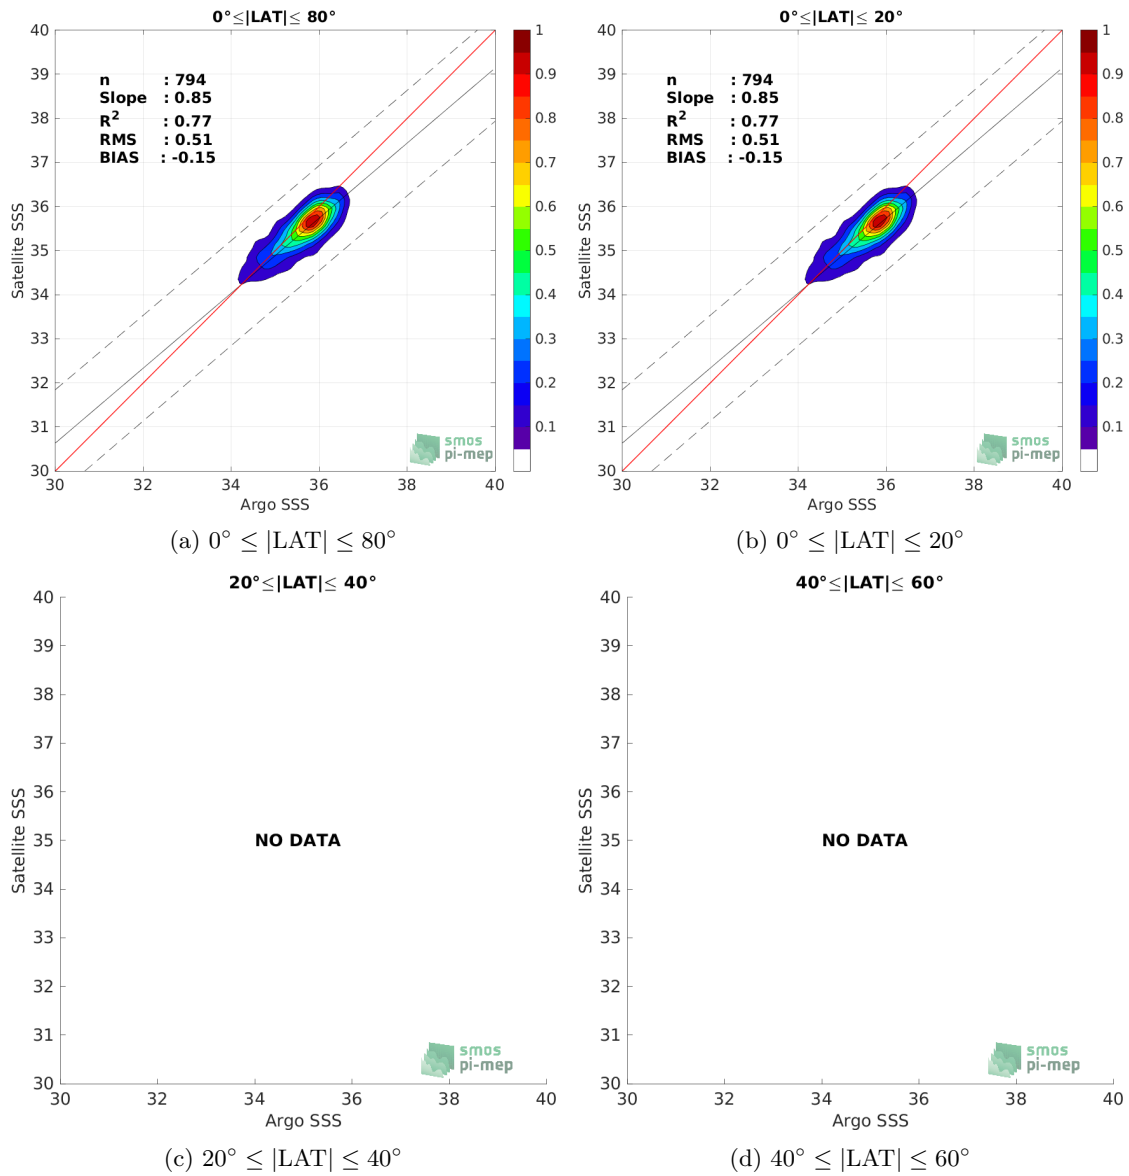 0°≤|LAT|≤ 80°
40
39
38
37
36
35
34
33
32
31
30
Satellite SSS
n : 794
Slope : 0.85
R² : 0.77
RMS : 0.51
BIAS : -0.15
1
0.9
0.8
0.7
0.6
0.5
0.4
0.3
0.2
0.1
smos
pi-mep
30 32 34 36 38 40
Argo SSS
(a) 0° ≤ |LAT| ≤ 80°
0°≤|LAT|≤ 20°
40
39
38
37
36
35
34
33
32
31
30
Satellite SSS
n : 794
Slope : 0.85
R² : 0.77
RMS : 0.51
BIAS : -0.15
1
0.9
0.8
0.7
0.6
0.5
0.4
0.3
0.2
0.1
smos
pi-mep
30 32 34 36 38 40
Argo SSS
(b) 0° ≤ |LAT| ≤ 20°
20°≤|LAT|≤ 40°
40
39
38
37
36
35
34
33
32
31
30
Satellite SSS
NO DATA
smos
pi-mep
30 32 34 36 38 40
Argo SSS
(c) 20° ≤ |LAT| ≤ 40°
40°≤|LAT|≤ 60°
40
39
38
37
36
35
34
33
32
31
30
Satellite SSS
NO DATA
smos
pi-mep
30 32 34 36 38 40
Argo SSS
(d) 40° ≤ |LAT| ≤ 60°